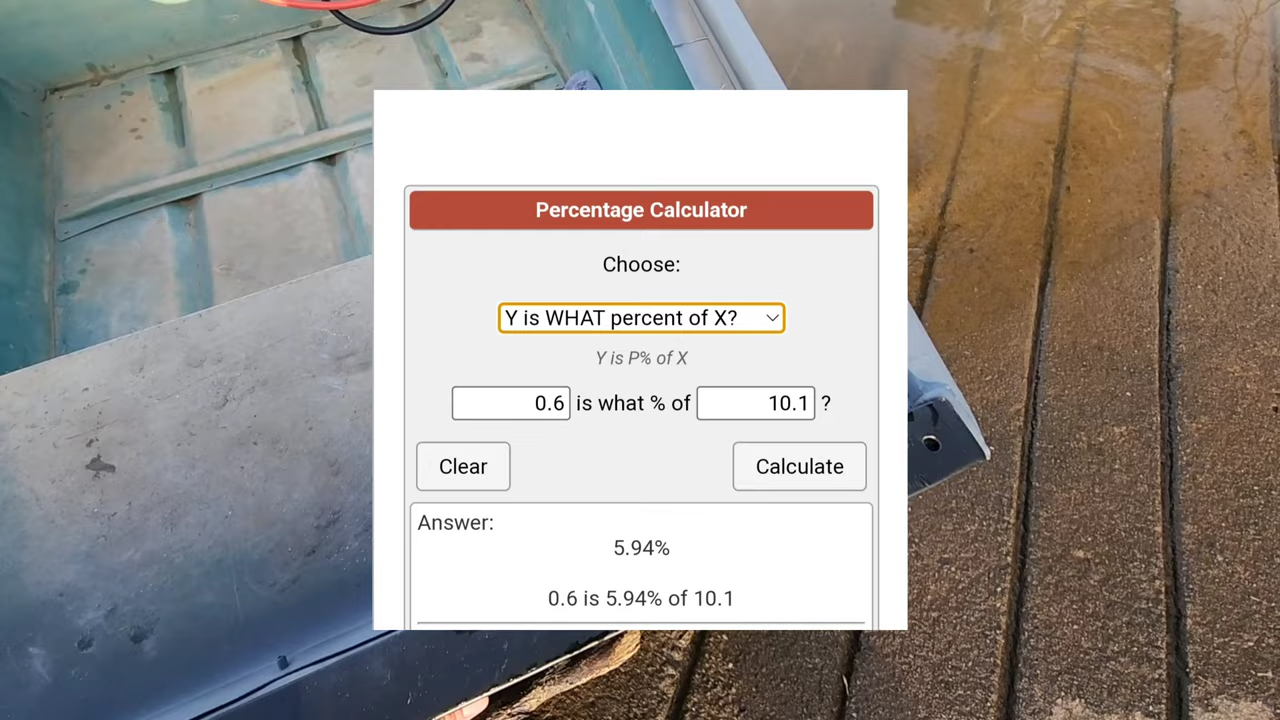 Percentage Calculator
Choose:
Y is WHAT percent of X?
Y is P% of X
0.6 is what % of 10.1 ?
Clear Calculate
Answer:
5.94%
0.6 is 5.94% of 10.1